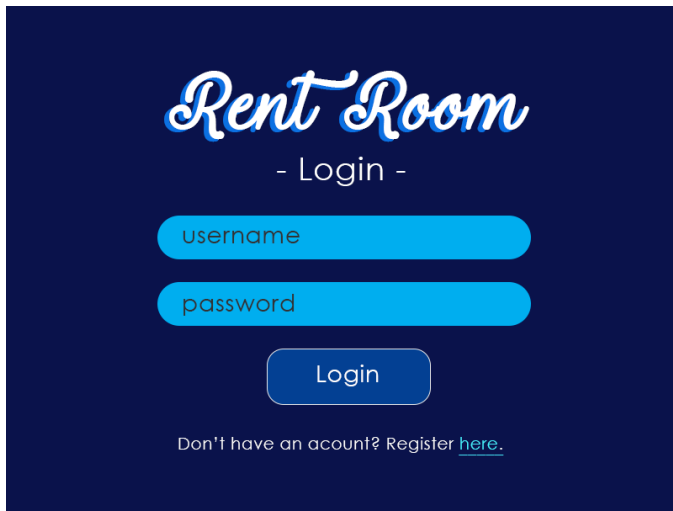 Rent Room
- Login -
username
password
Login
Don't have an acount? Register here.